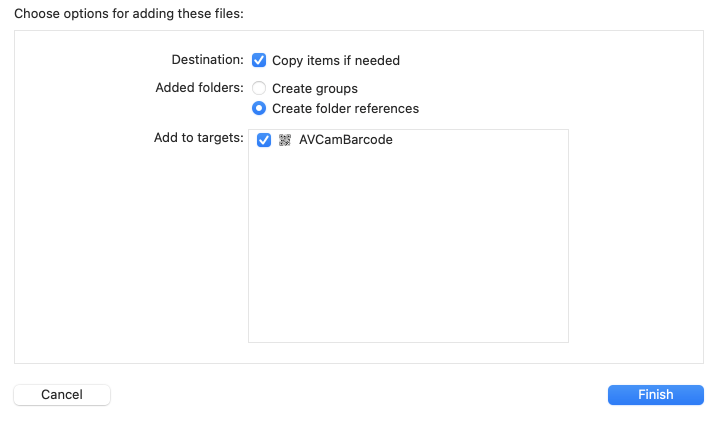 Choose options for adding these files:
Destination: Copy items if needed
Added folders: Create groups
Create folder references
Add to targets: AVCamBarcode
Cancel Finish